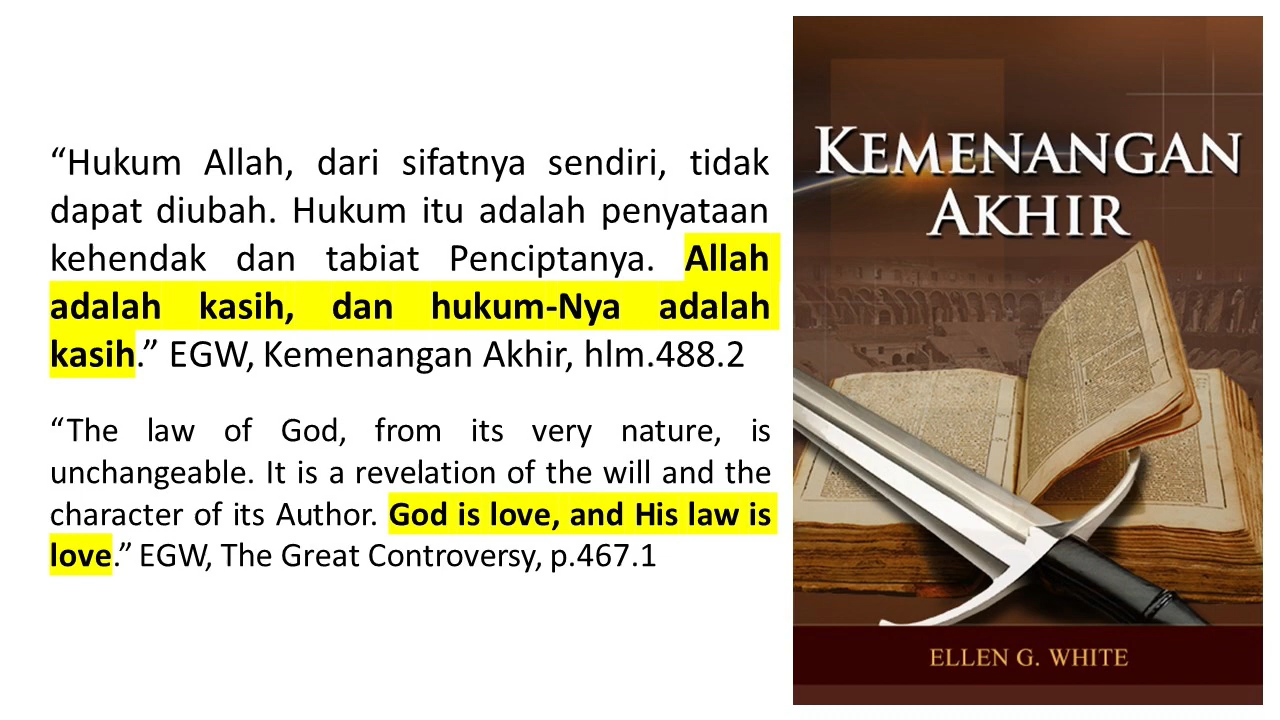 “Hukum Allah, dari sifatnya sendiri, tidak
dapat diubah. Hukum itu adalah penyataan
kehendak dan tabiat Penciptanya. Allah
adalah kasih, dan hukum-Nya adalah
kasih.” EGW, Kemenangan Akhir, hlm.488.2
“The law of God, from its very nature, is
unchangeable. It is a revelation of the will and the
character of its Author. God is love, and His law is
love.” EGW, The Great Controversy, p.467.1
KEMENANGAN
AKHIR
ELLEN G. WHITE